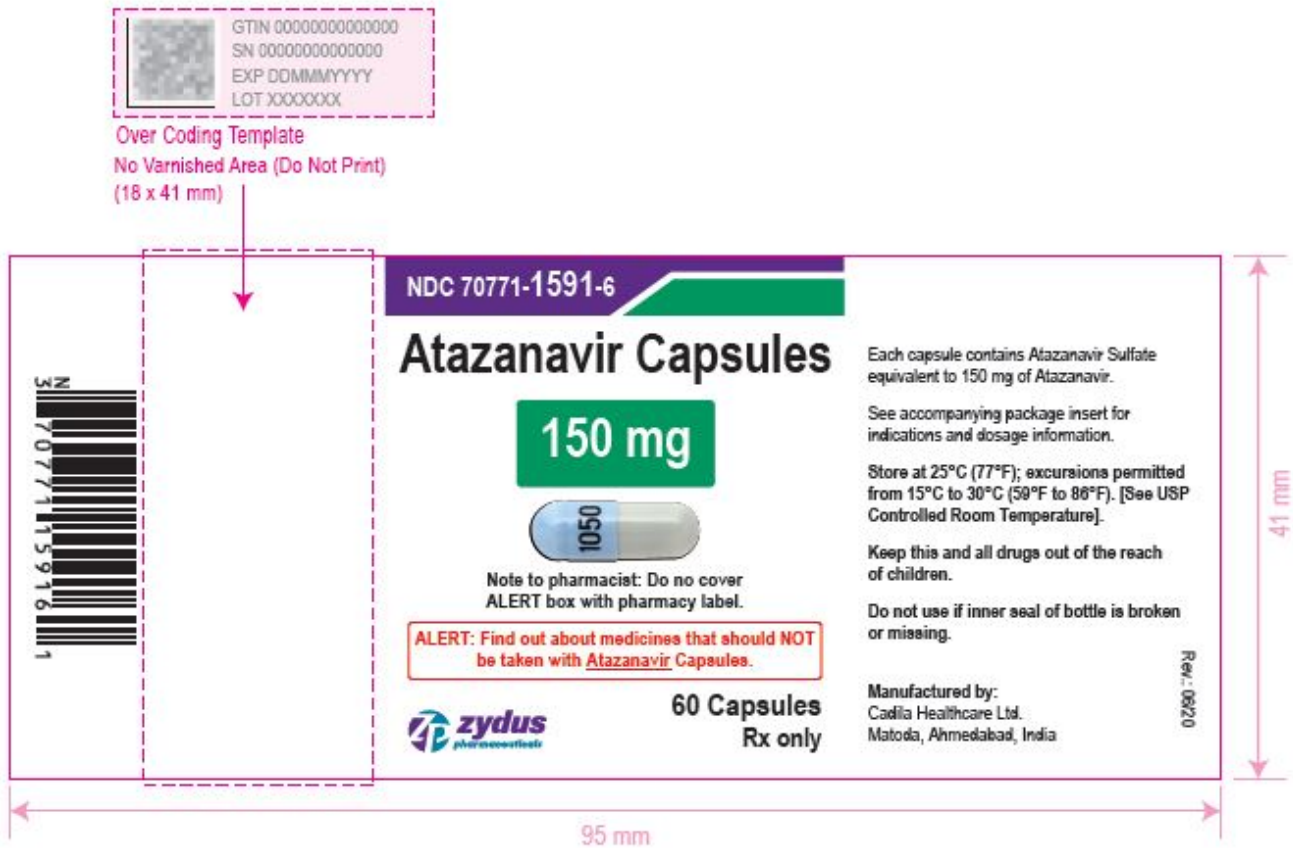 GTIN 00000000000000
SN 00000000000000
EXP DDMMMYYYY
LOT XXXXXXX
Over Coding Template
No Varnished Area (Do Not Print)
(18 x 41 mm)
N
3
70771 15916
1
NDC 70771-1591-6
Atazanavir Capsules
150 mg
1050
Note to pharmacist: Do no cover
ALERT box with pharmacy label.
ALERT: Find out about medicines that should NOT
be taken with Atazanavir Capsules.
zydus
pharmaceuticals
60 Capsules
Rx only
Each capsule contains Atazanavir Sulfate
equivalent to 150 mg of Atazanavir.
See accompanying package insert for
indications and dosage information.
Store at 25°C (77°F); excursions permitted
from 15°C to 30°C (59°F to 86°F). [See USP
Controlled Room Temperature].
Keep this and all drugs out of the reach
of children.
Do not use if inner seal of bottle is broken
or missing.
Manufactured by:
Cadila Healthcare Ltd.
Matoda, Ahmedabad, India
Rev.: 06/20
41 mm
95 mm